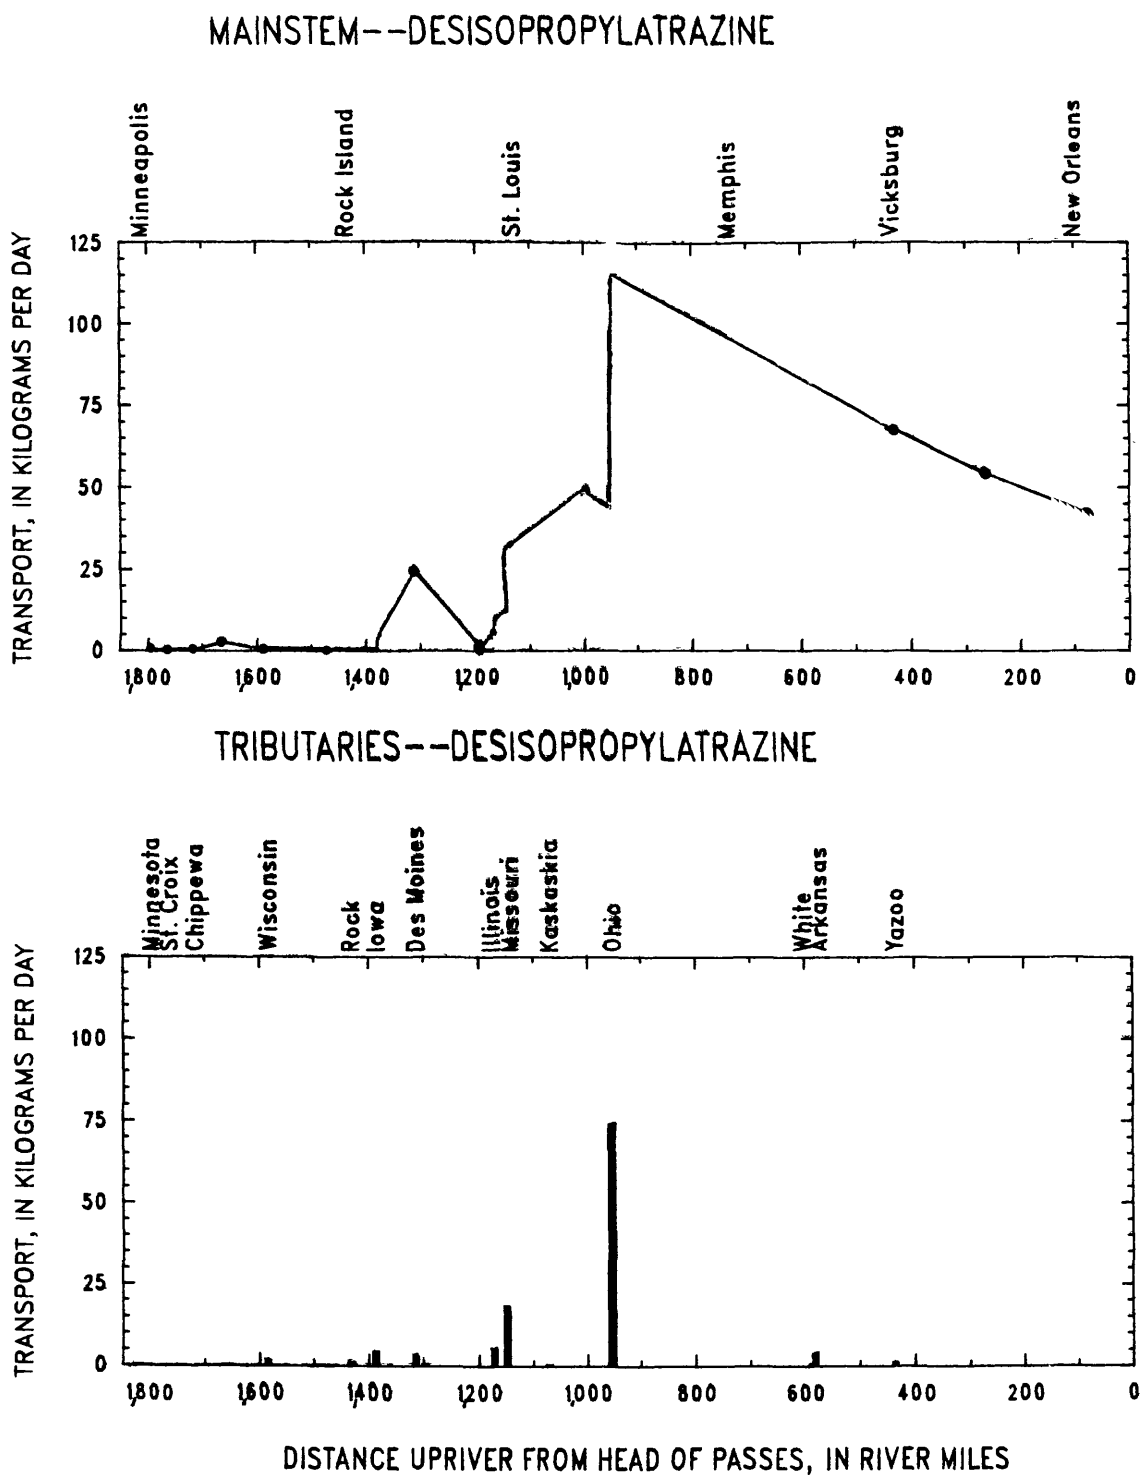 MAINSTEM--DESISOPROPYLATRAZINE
Minneapolis
Rock Island
St. Louis
Memphis
Vicksburg
New Orleans
TRANSPORT, IN KILOGRAMS PER DAY
125
100
75
50
25
0
1,800 1,600 1,400 1,200 1,000 800 600 400 200 0
TRIBUTARIES--DESISOPROPYLATRAZINE
Minnesota
St. Croix
Chippewa
Wisconsin
Rock
Iowa
Des Moines
Illinois
Missouri
Kaskaskia
Ohio
White
Arkansas
Yazoo
TRANSPORT, IN KILOGRAMS PER DAY
125
100
75
50
25
0
1,800 1,600 1,400 1,200 1,000 800 600 400 200 0
DISTANCE UPRIVER FROM HEAD OF PASSES, IN RIVER MILES